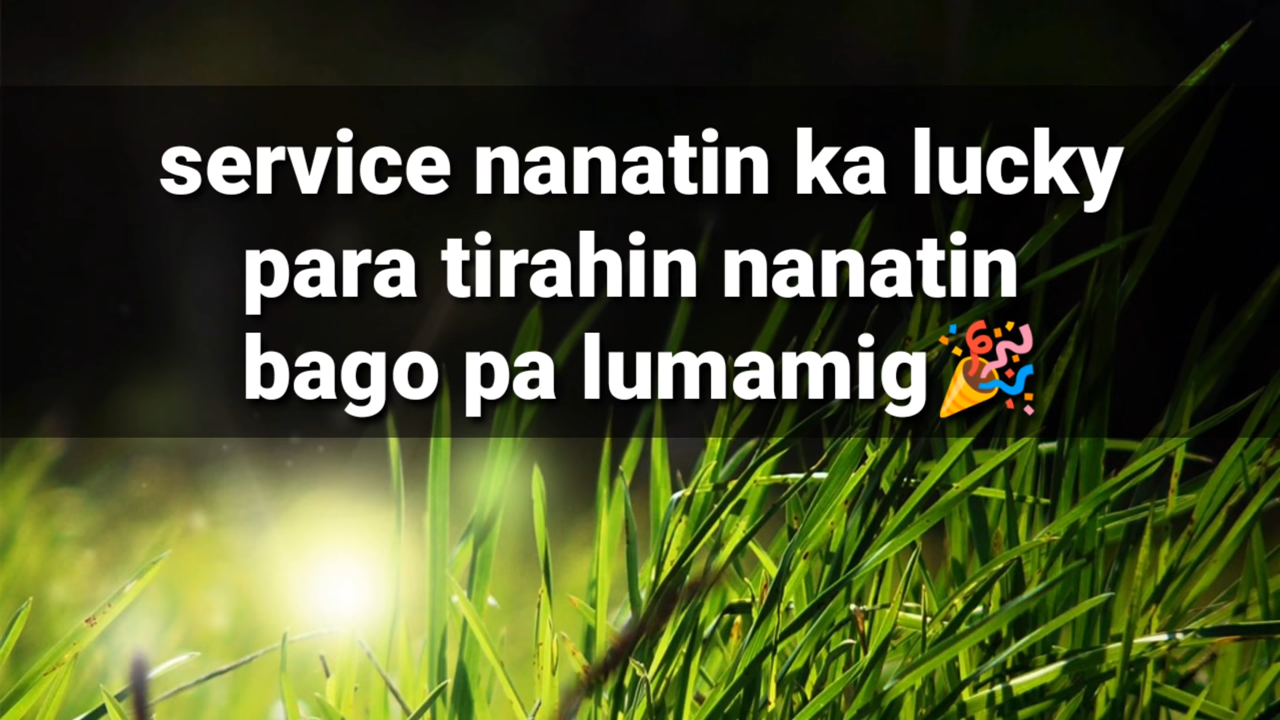 service nanatin ka lucky
para tirahin nanatin
bago pa lumamig🎉